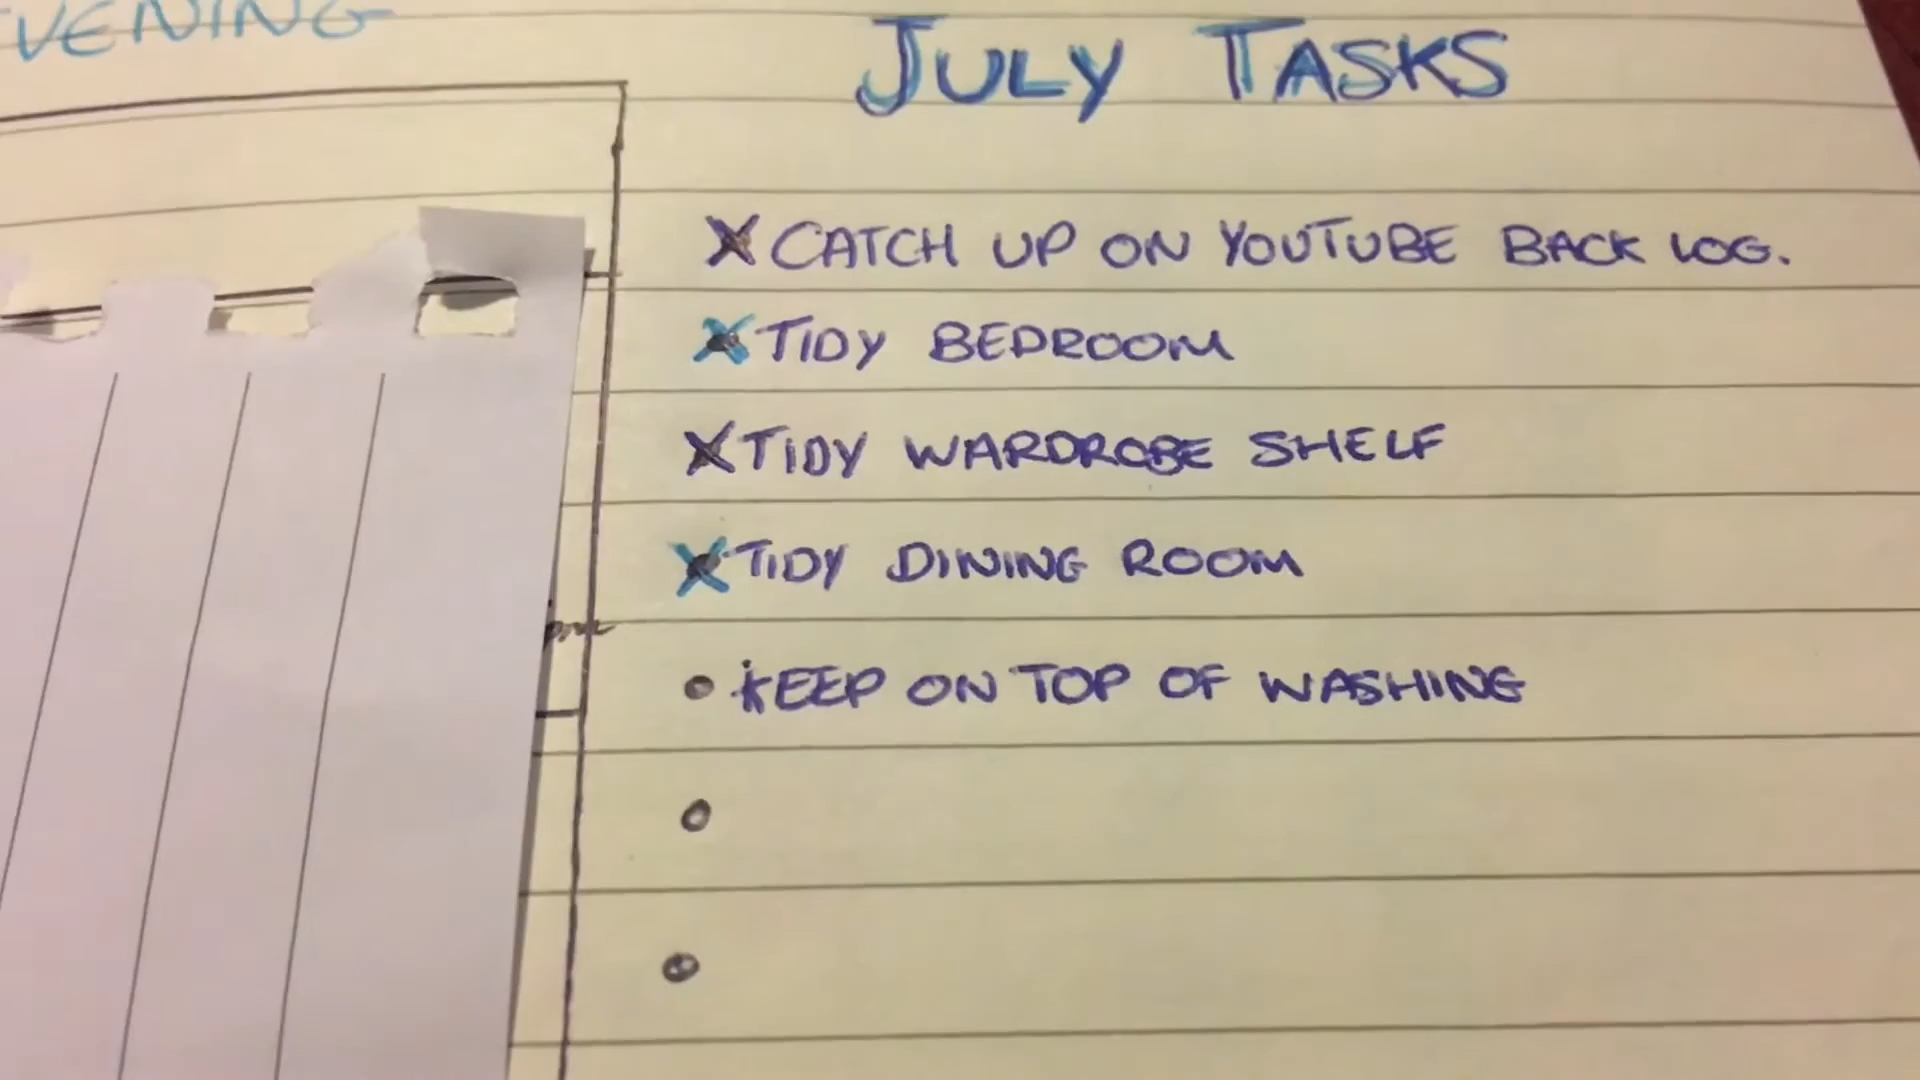 JULY TASKS
X CATCH UP ON YOUTUBE BACK LOG.
X TIDY BEDROOM
X TIDY WARDROBE SHELF
X TIDY DINING ROOM
• KEEP ON TOP OF WASHING